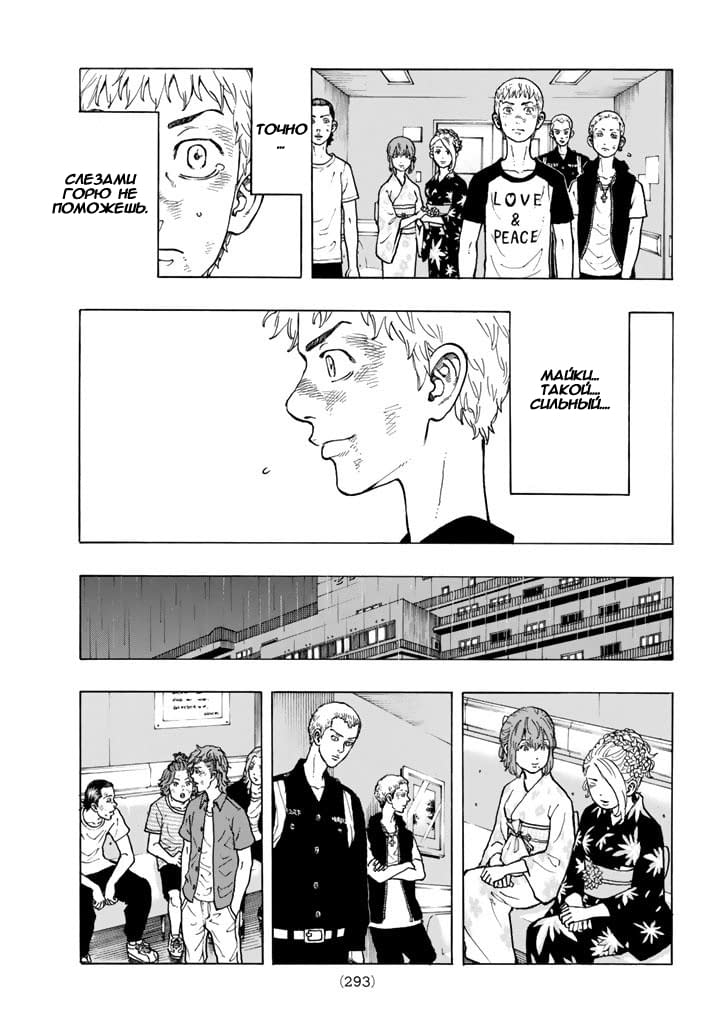 СЛЕЗАМИ
ГОРЮ НЕ
ПОМОЖЕШЬ.
ТОЧНО
...
LOVE
&
PEACE
МАЙКИ...
ТАКОЙ...
СИЛЬНЫЙ...
(293)